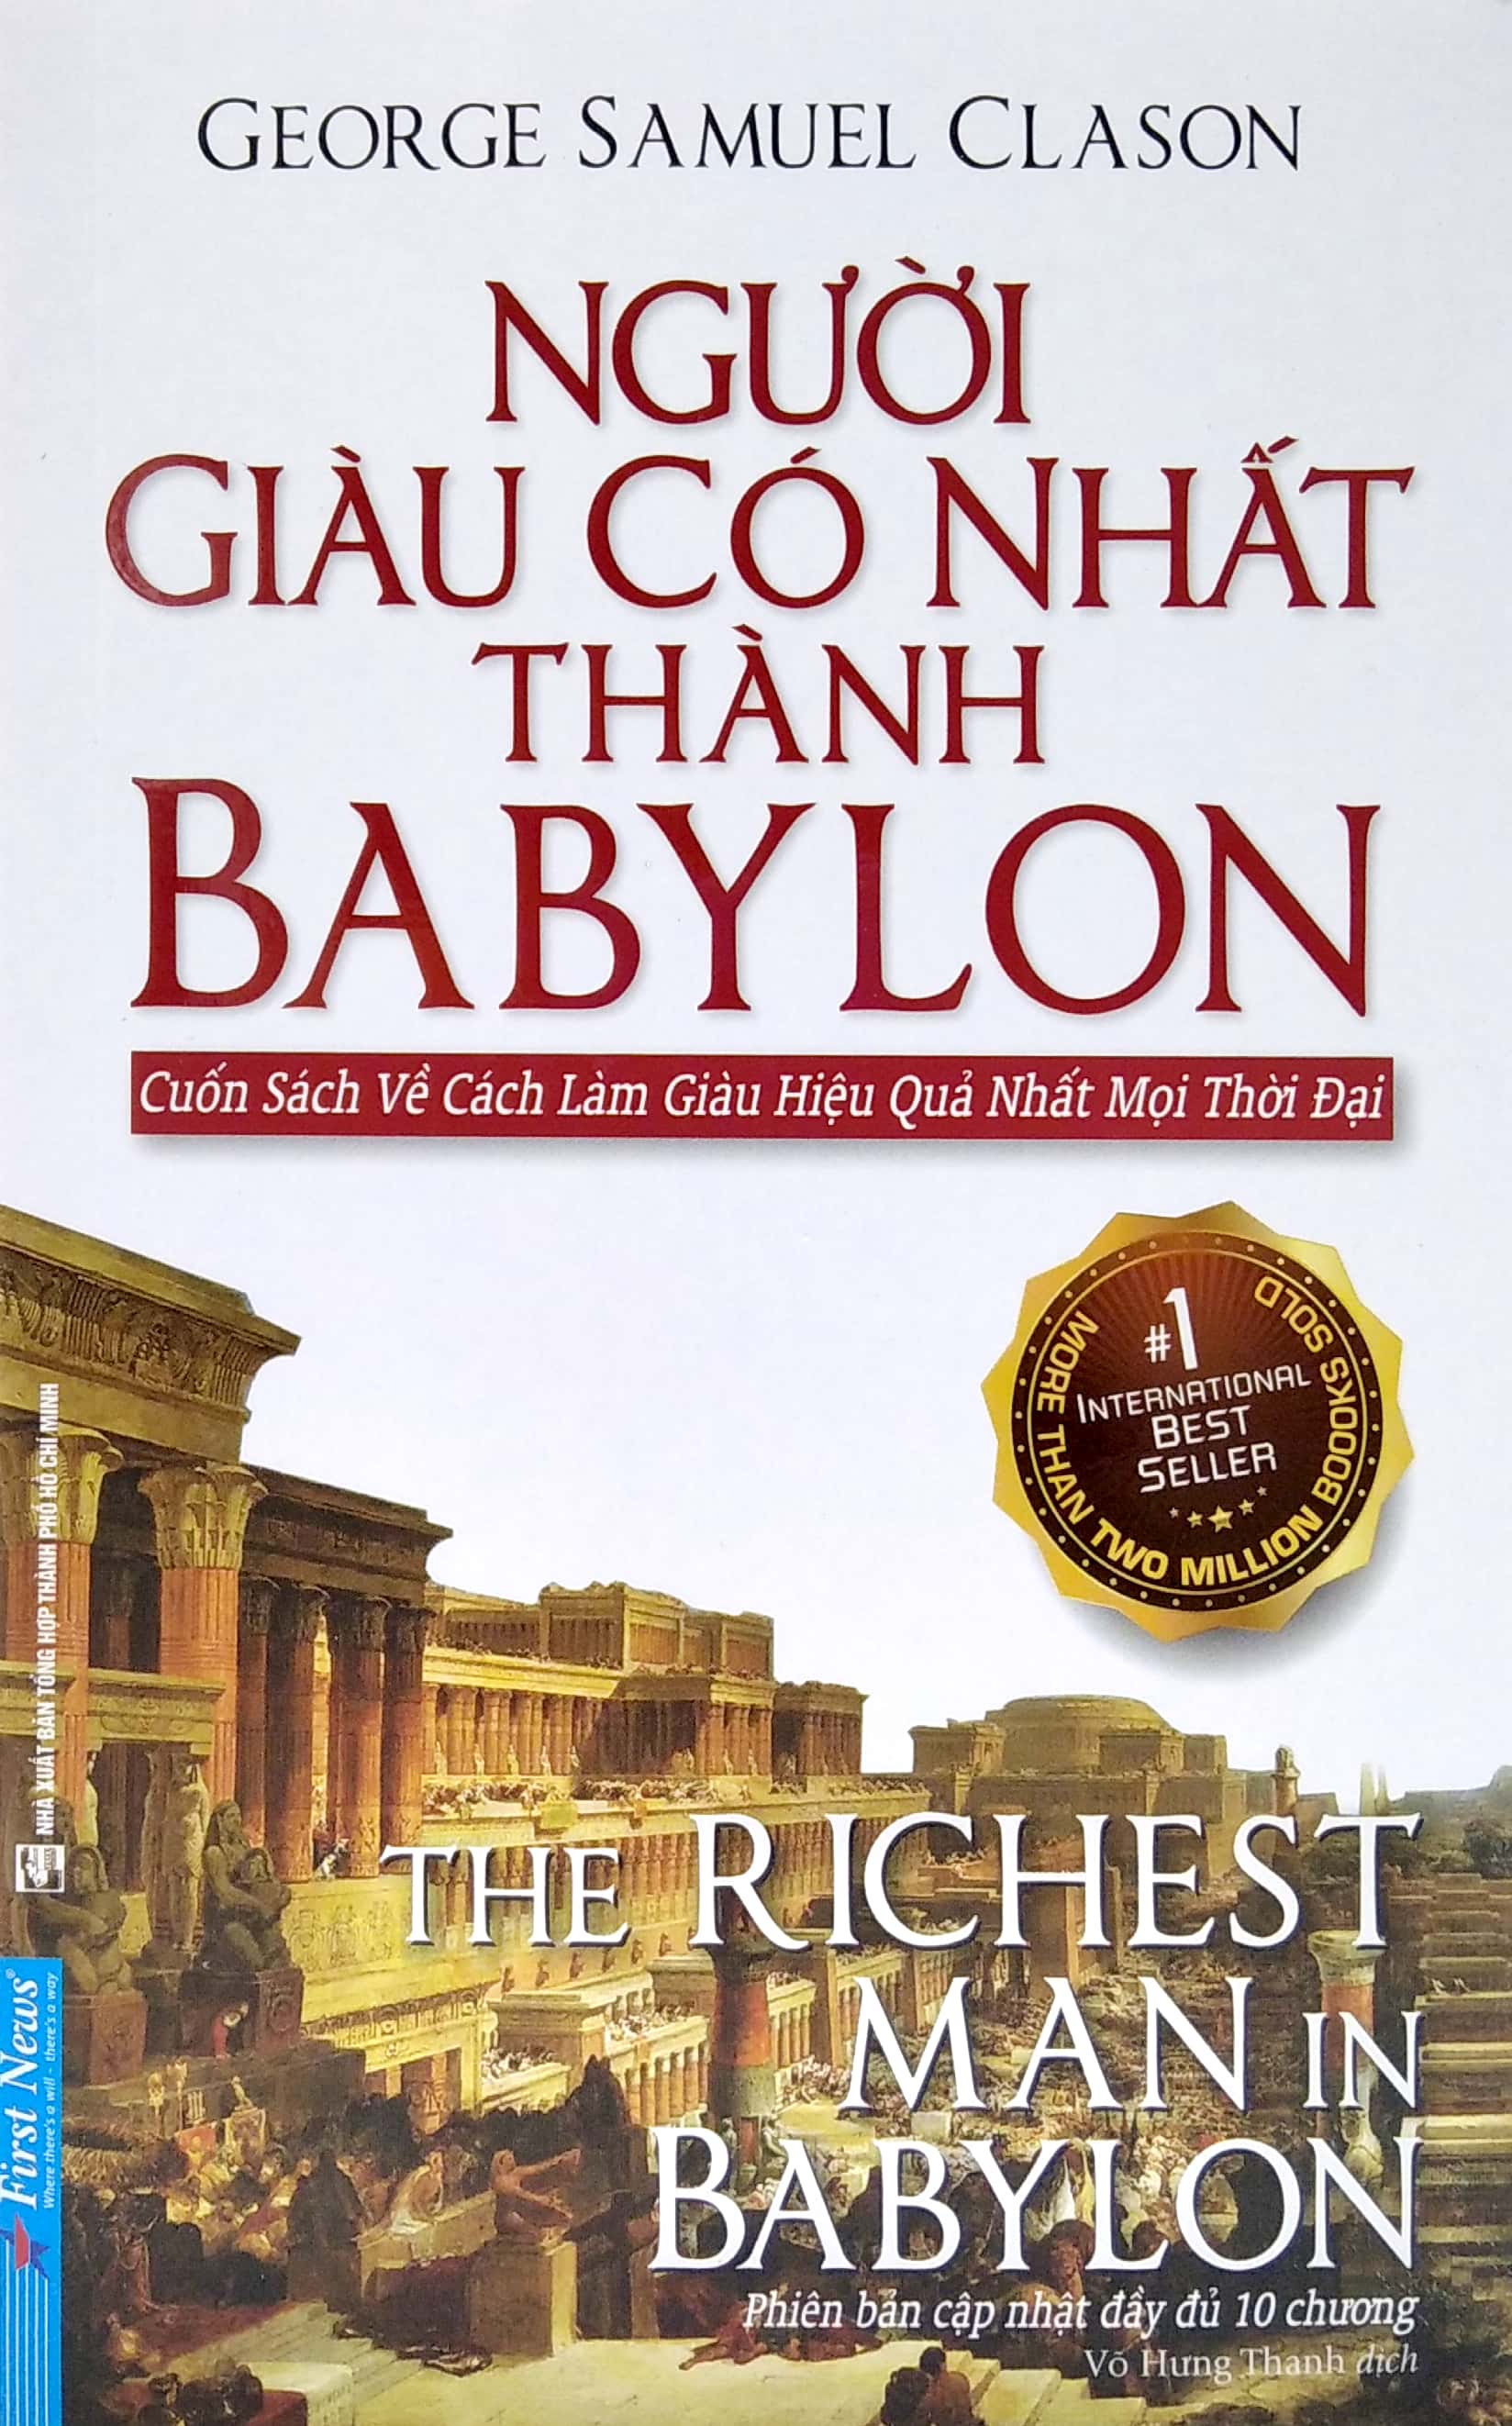 GEORGE SAMUEL CLASON
NGƯỜI
GIÀU CÓ NHẤT
THÀNH
BABYLON
Cuốn Sách Về Cách Làm Giàu Hiệu Quả Nhất Mọi Thời Đại
#1
INTERNATIONAL
BEST
SELLER
MORE THAN TWO MILLION BOOOKS SOLD
NHÀ XUẤT BẢN TỔNG HỢP THÀNH PHỐ HỒ CHÍ MINH
THE RICHEST
MAN IN
BABYLON
Phiên bản cập nhật đầy đủ 10 chương
Võ Hưng Thanh dịch
First News®
Where there's a will - there's a way